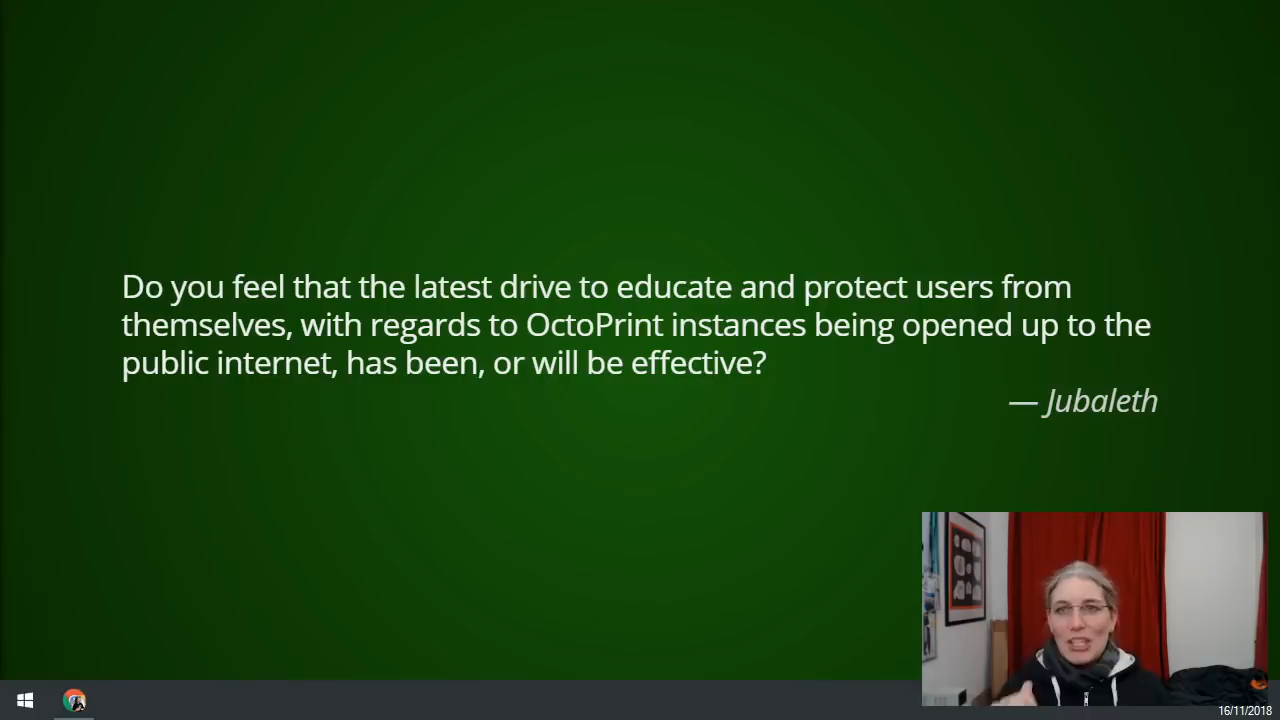 Do you feel that the latest drive to educate and protect users from
themselves, with regards to OctoPrint instances being opened up to the
public internet, has been, or will be effective?
— Jubaleth
16/11/2018